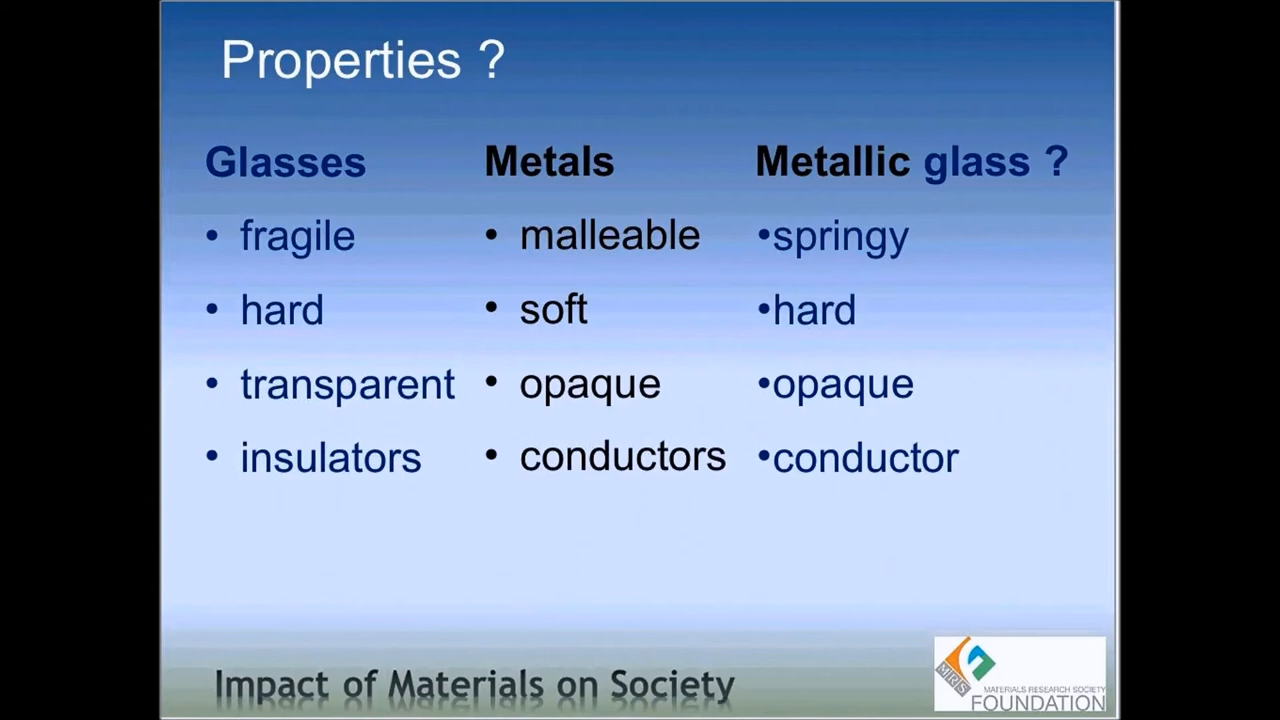 Properties ?
Glasses Metals Metallic glass ?
• fragile • malleable •springy
• hard • soft •hard
• transparent • opaque •opaque
• insulators • conductors •conductor
Impact of Materials on Society
MRS
MATERIALS RESEARCH SOCIETY
FOUNDATION